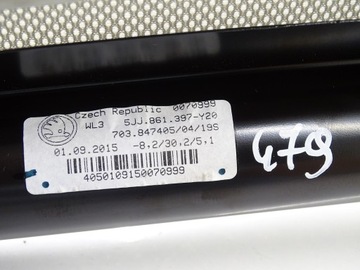 Czech Republic 0070999
WL3 5JJ.861.397-Y20
703.847405/04/19S
01.09.2015 -8,2/30,2/5,1
4050109150070999
479